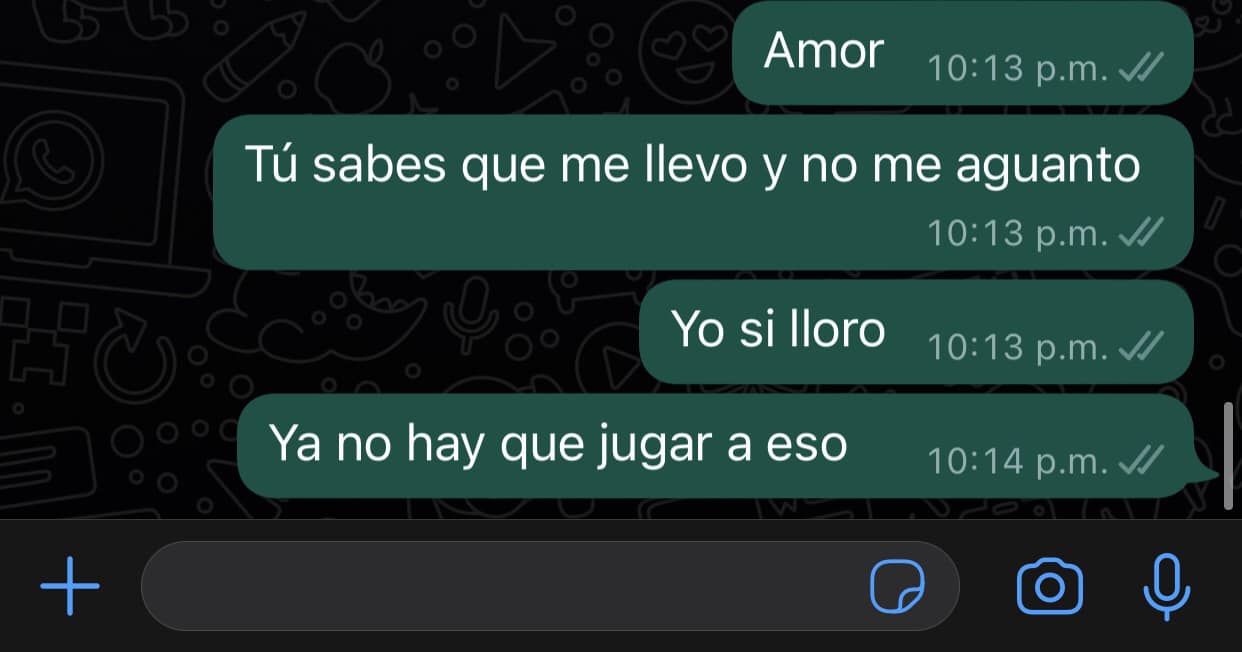 Amor 10:13 p.m.
Tú sabes que me llevo y no me aguanto
10:13 p.m.
Yo si lloro 10:13 p.m.
Ya no hay que jugar a eso 10:14 p.m.